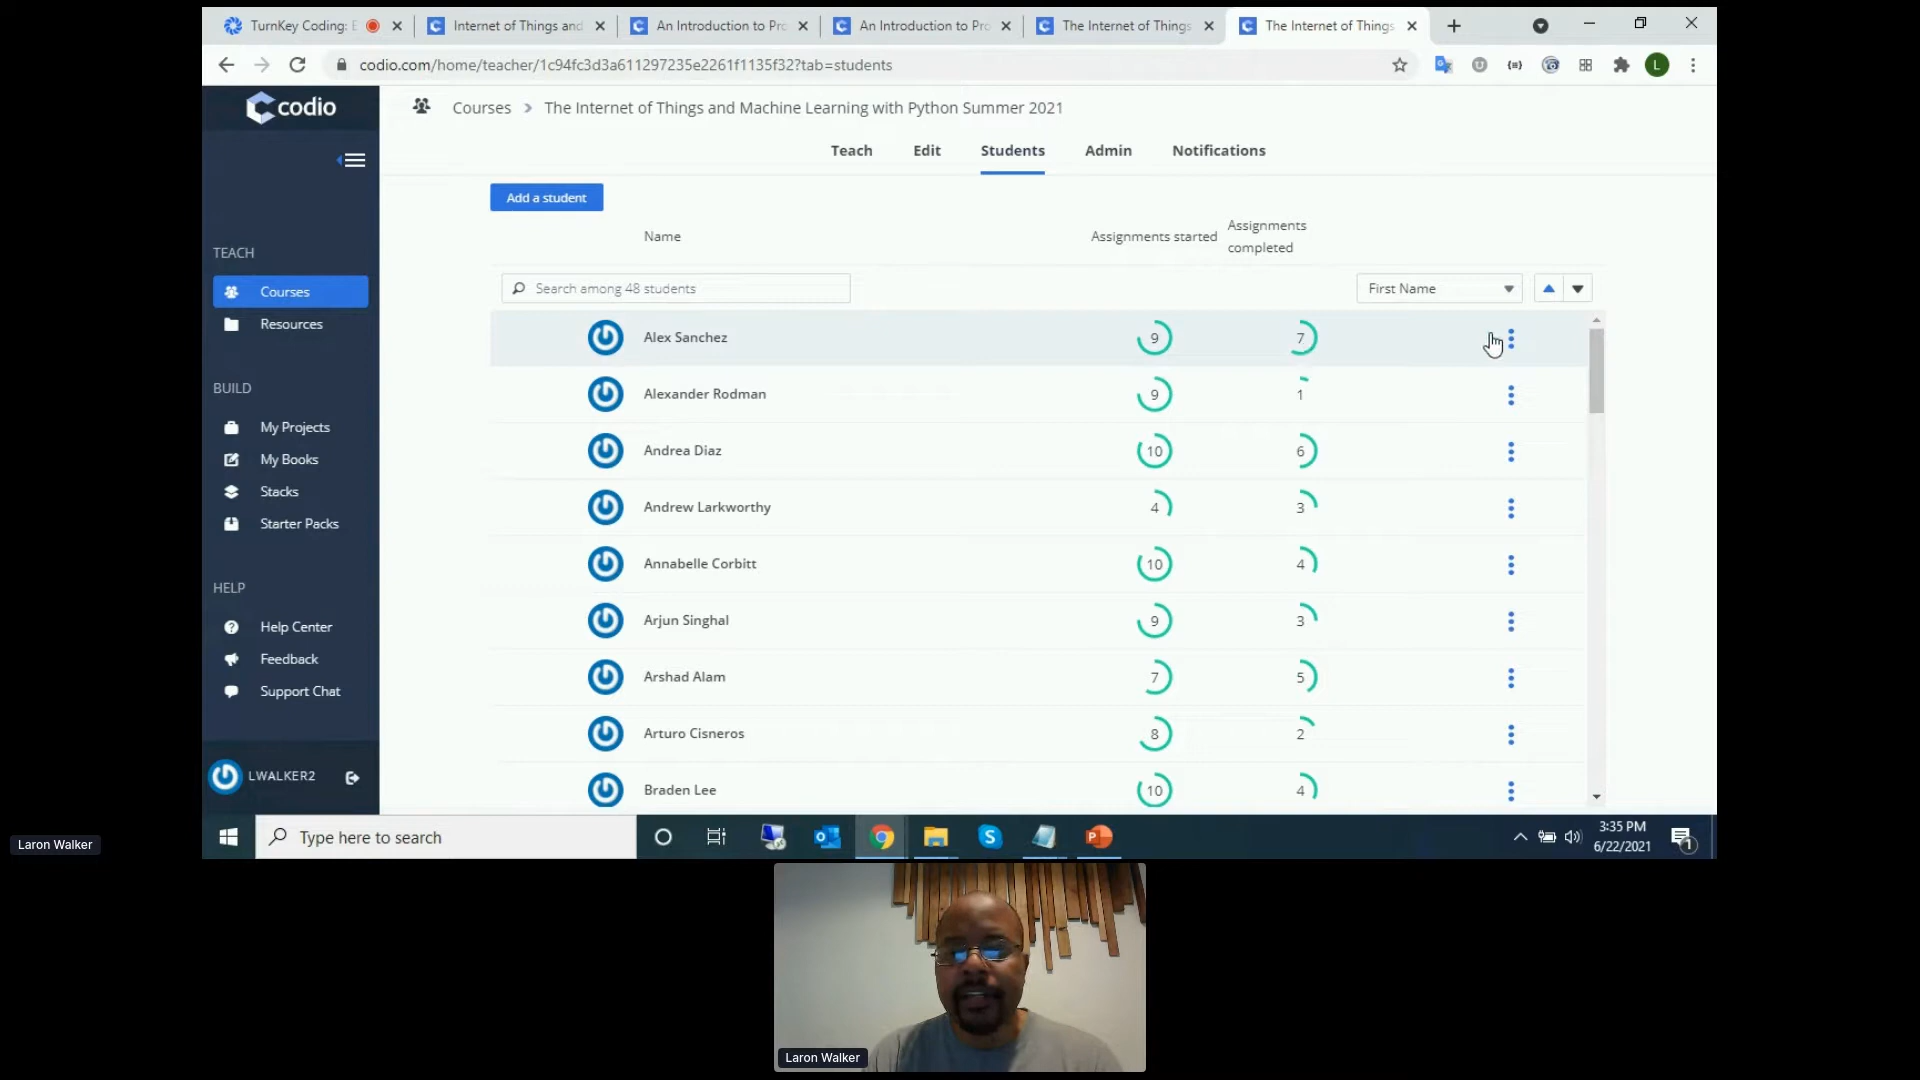 TurnKey Coding: E
Internet of Things and
An Introduction to Pro
An Introduction to Pro
The Internet of Things
The Internet of Things
codio.com/home/teacher/1c94fc3d3a611297235e2261f1135f32?tab=students
L
codio
Courses > The Internet of Things and Machine Learning with Python Summer 2021
Teach Edit Students Admin Notifications
Add a student
Name Assignments started Assignments completed
Search among 48 students
First Name
Alex Sanchez 9 7
Alexander Rodman 9 1
Andrea Diaz 10 6
Andrew Larkworthy 4 3
Annabelle Corbitt 10 4
Arjun Singhal 9 3
Arshad Alam 7 5
Arturo Cisneros 8 2
Braden Lee 10 4
TEACH
Courses
Resources
BUILD
My Projects
My Books
Stacks
Starter Packs
HELP
Help Center
Feedback
Support Chat
LWALKER2
Type here to search
3:35 PM
6/22/2021
1
Laron Walker
Laron Walker